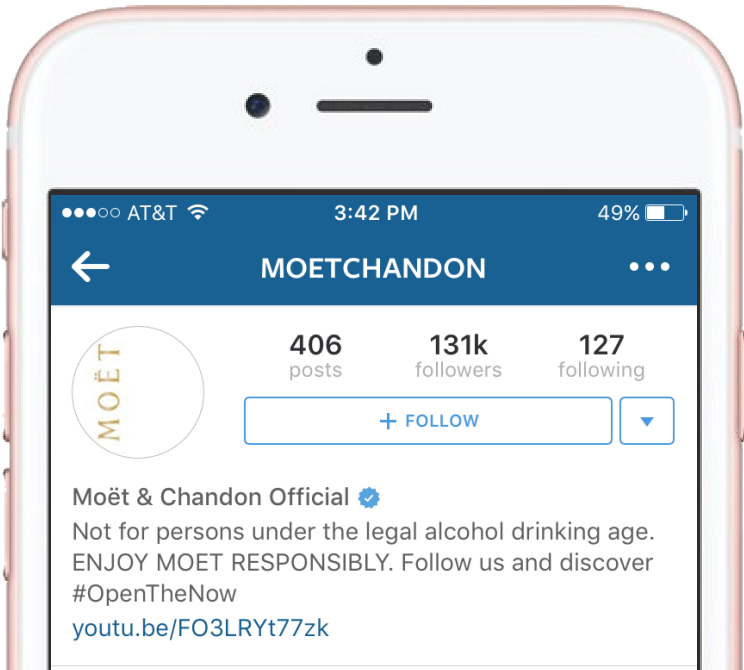 AT&T 3:42 PM 49%
MOETCHANDON
MOËT
406 131k 127
posts followers following
+ FOLLOW
Moët & Chandon Official
Not for persons under the legal alcohol drinking age.
ENJOY MOET RESPONSIBLY. Follow us and discover
#OpenTheNow
youtu.be/FO3LRYt77zk